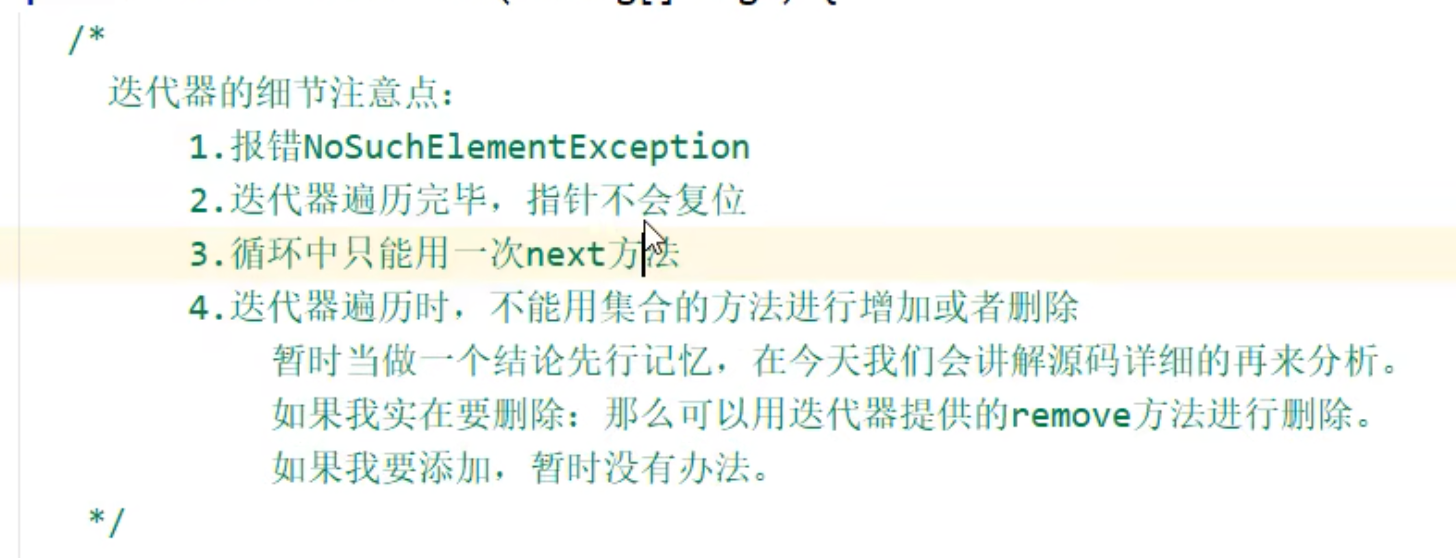 /*
迭代器的细节注意点：
1.报错NoSuchElementException
2.迭代器遍历完毕，指针不会复位
3.循环中只能用一次next方法
4.迭代器遍历时，不能用集合的方法进行增加或者删除
暂时当做一个结论先行记忆，在今天我们会讲解源码详细的再来分析。
如果我实在要删除：那么可以用迭代器提供的remove方法进行删除。
如果我要添加，暂时没有办法。
*/